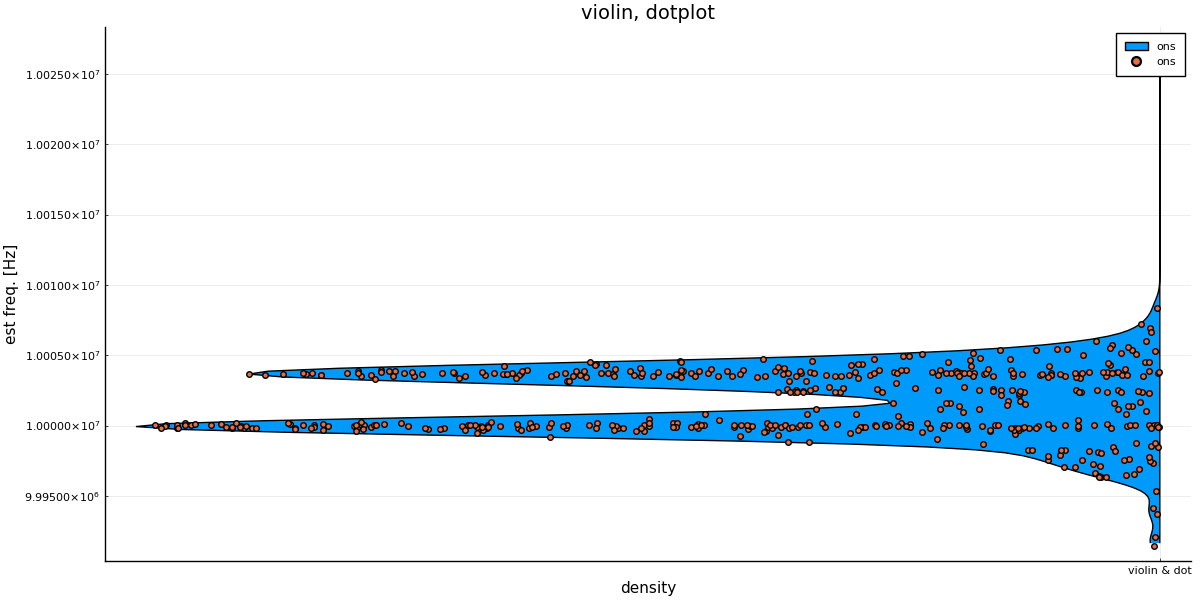 violin, dotplot
ons
ons
1.00250×10⁷
1.00200×10⁷
1.00150×10⁷
1.00100×10⁷
1.00050×10⁷
1.00000×10⁷
9.99500×10⁶
est freq. [Hz]
violin & dot
density